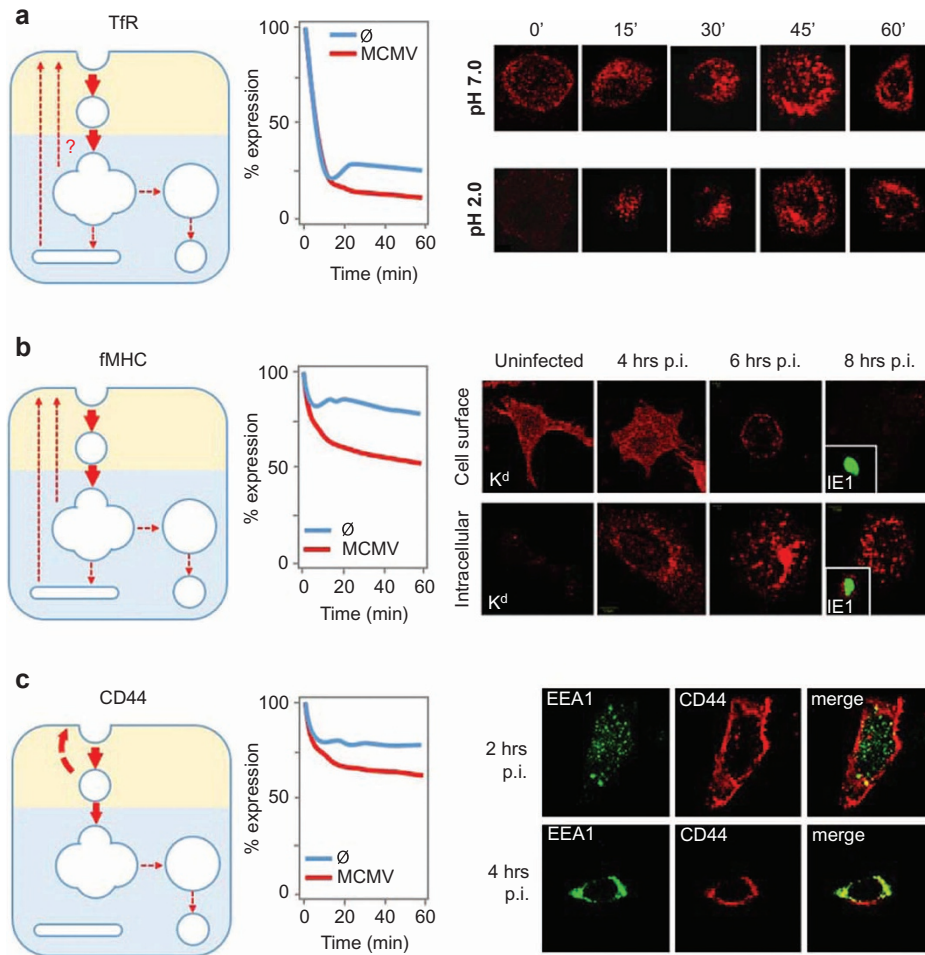 a
TfR
?
% expression
100
50
0
0
20
40
60
Time (min)
Ø
MCMV
0’
15’
30’
45’
60’
pH 7.0
pH 2.0
b
fMHC
% expression
100
50
0
0
20
40
60
Time (min)
Ø
MCMV
Uninfected
4 hrs p.i.
6 hrs p.i.
8 hrs p.i.
Cell surface
Kd
IE1
Intracellular
Kd
IE1
c
CD44
% expression
100
50
0
0
20
40
60
Time (min)
Ø
MCMV
2 hrs
p.i.
EEA1
CD44
merge
4 hrs
p.i.
EEA1
CD44
merge